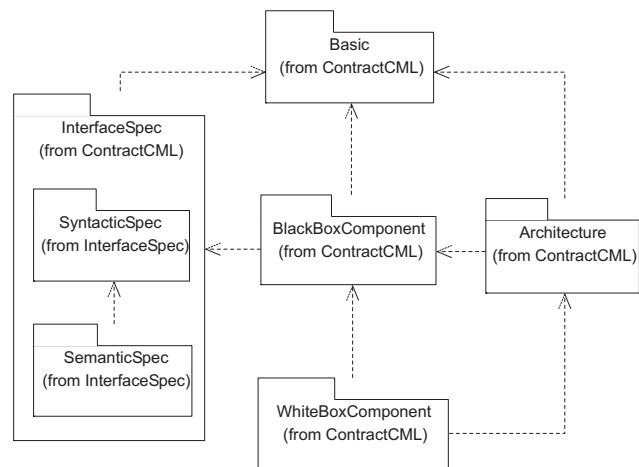 Basic
(from ContractCML)
InterfaceSpec
(from ContractCML)
SyntacticSpec
(from InterfaceSpec)
BlackBoxComponent
(from ContractCML)
Architecture
(from ContractCML)
SemanticSpec
(from InterfaceSpec)
WhiteBoxComponent
(from ContractCML)